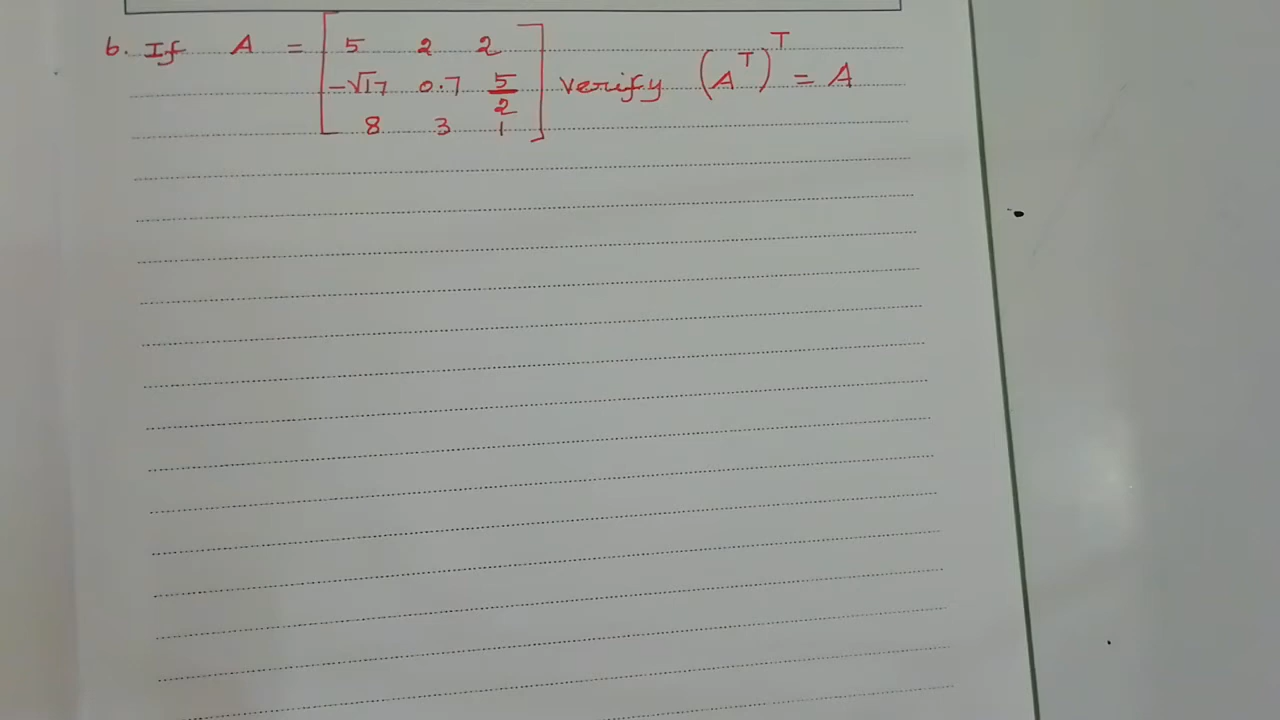 6. If A = [ 5 2 2
-√17 0.7 5/2
8 3 1 ] verify (A^T)^T = A